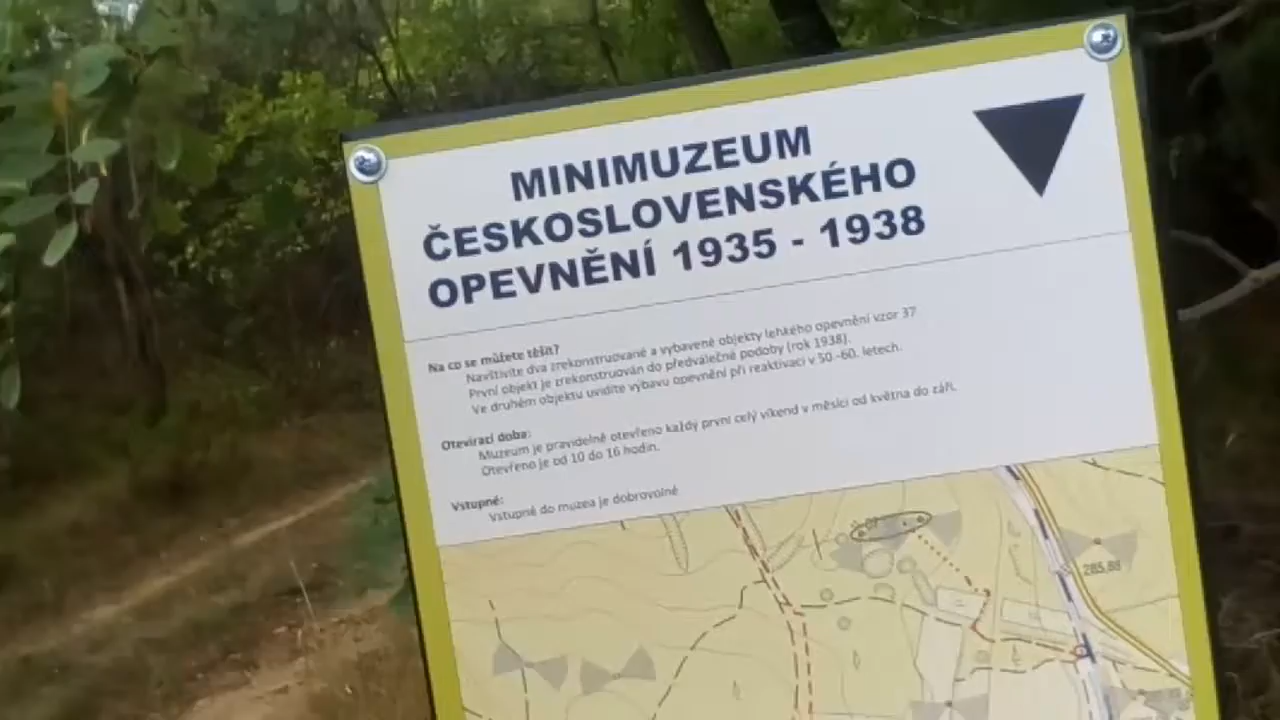 MINIMUZEUM
ČESKOSLOVENSKÉHO
OPEVNĚNÍ 1935 - 1938
Na co se můžete těšit?
Navštivíte dva zrekonstruované a vybavené objekty lehkého opevnění vzor 37
První objekt je zrekonstruován do předválečné podoby (rok 1938).
Ve druhém objektu uvidíte výbavu opevnění při reaktivaci v 50.-60. letech.
Otevírací doba:
Muzeum je pravidelně otevřeno každý první celý víkend v měsíci od května do září.
Otevřeno je od 10 do 16 hodin.
Vstupné:
Vstupné do muzea je dobrovolné
285,88